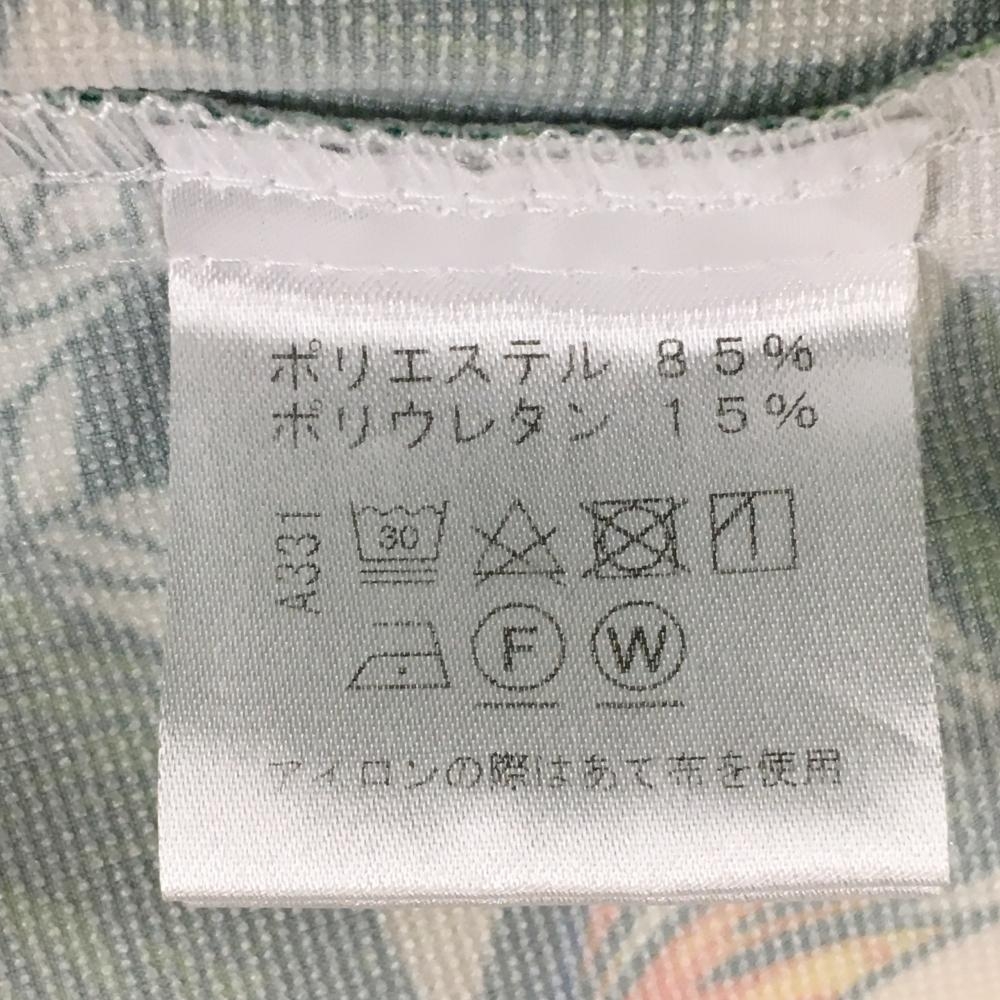 ポリエステル 85%
ポリウレタン 15%
A331
30
F W
アイロンの際はあて布を使用